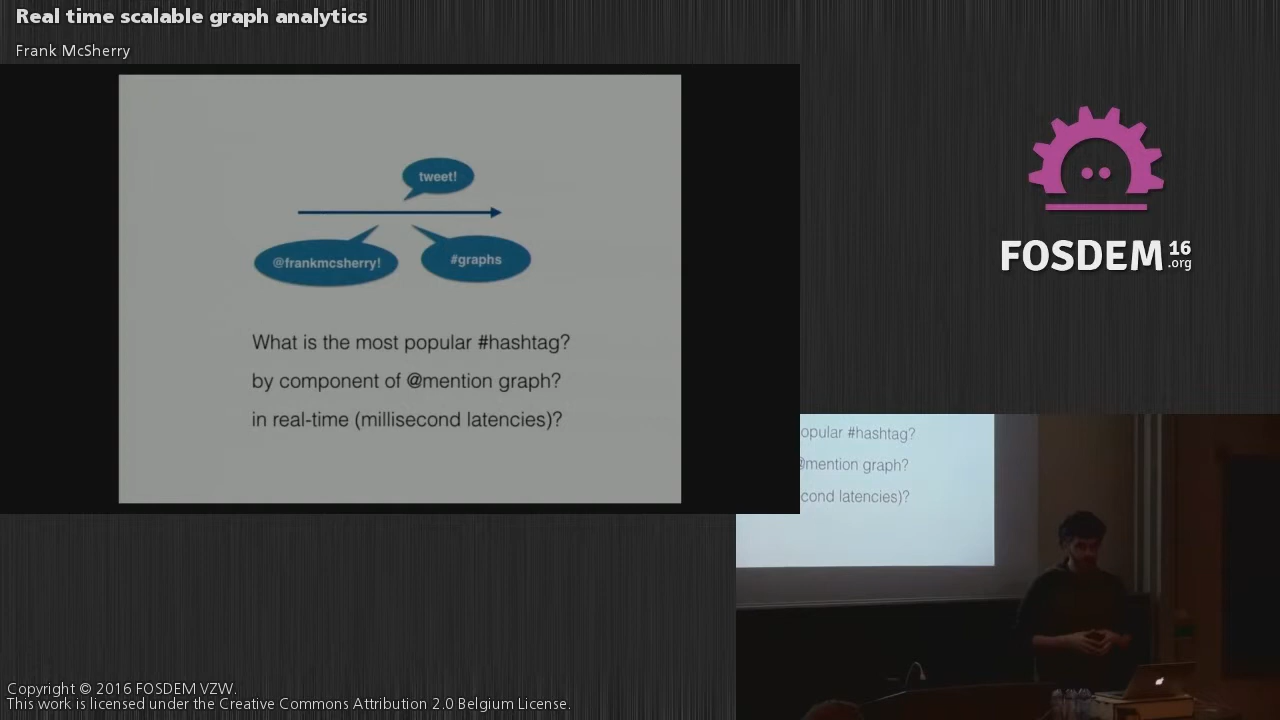 Real time scalable graph analytics
Frank McSherry
tweet!
@frankmcsherry!
#graphs
What is the most popular #hashtag?
by component of @mention graph?
in real-time (millisecond latencies)?
FOSDEM 16
.org
opular #hashtag?
@mention graph?
cond latencies)?
Copyright © 2016 FOSDEM VZW.
This work is licensed under the Creative Commons Attribution 2.0 Belgium License.